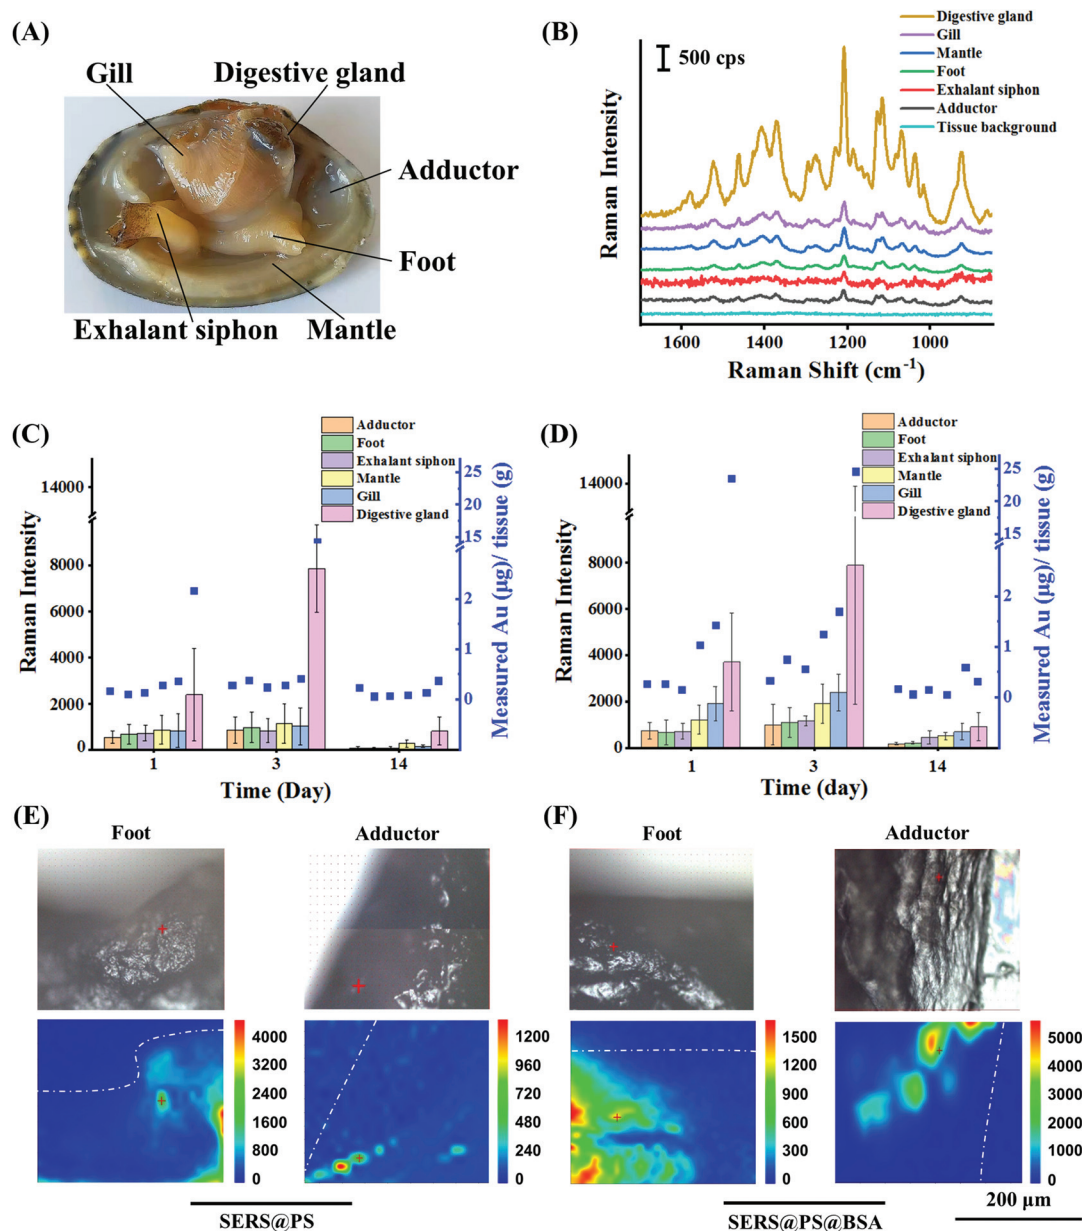 (A)
Gill
Digestive gland
Adductor
Foot
Exhalant siphon
Mantle
(B)
500 cps
Digestive gland
Gill
Mantle
Foot
Exhalant siphon
Adductor
Tissue background
Raman Intensity
1600 1400 1200 1000
Raman Shift (cm⁻¹)
(C)
Adductor
Foot
Exhalant siphon
Mantle
Gill
Digestive gland
Raman Intensity
14000
8000
6000
4000
2000
0
25
20
15
2
1
0
Measured Au (µg)/ tissue (g)
1 3 14
Time (Day)
(D)
Adductor
Foot
Exhalant siphon
Mantle
Gill
Digestive gland
Raman Intensity
14000
8000
6000
4000
2000
0
25
20
15
2
1
0
Measured Au (µg)/ tissue (g)
1 3 14
Time (day)
(E)
Foot Adductor
4000
3200
2400
1600
800
0
1200
960
720
480
240
0
SERS@PS
(F)
Foot Adductor
1500
1200
900
600
300
0
5000
4000
3000
2000
1000
0
SERS@PS@BSA
200 µm